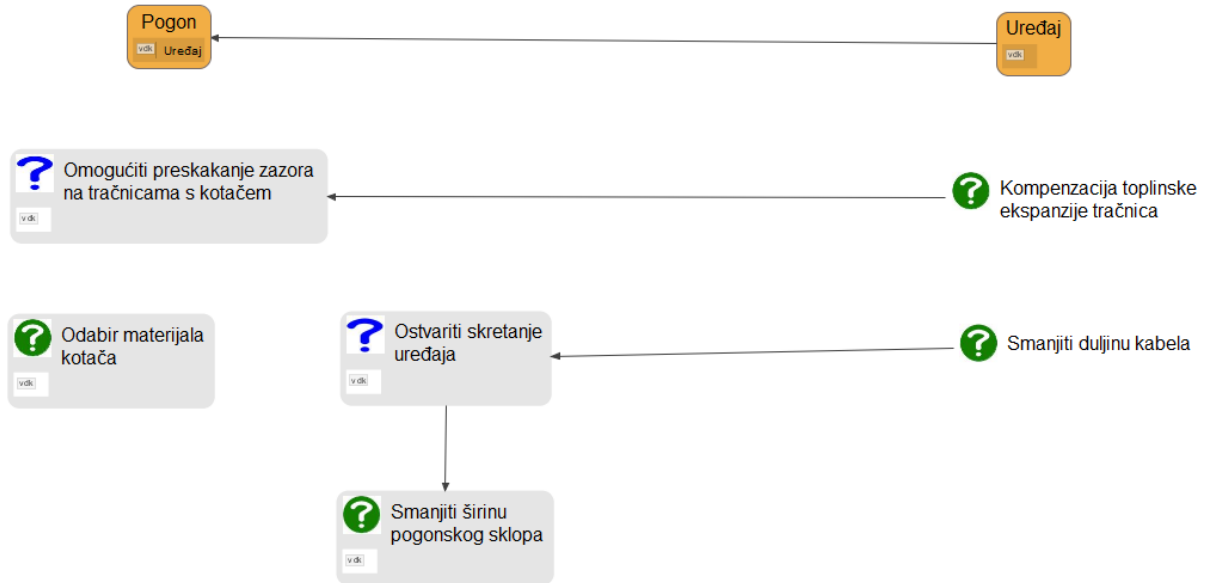 Pogon
vdk Uređaj
Uređaj
vdk
Omogućiti preskakanje zazora
na tračnicama s kotačem
vdk
Kompenzacija toplinske
ekspanzije tračnica
Odabir materijala
kotača
vdk
Ostvariti skretanje
uređaja
vdk
Smanjiti duljinu kabela
Smanjiti širinu
pogonskog sklopa
vdk